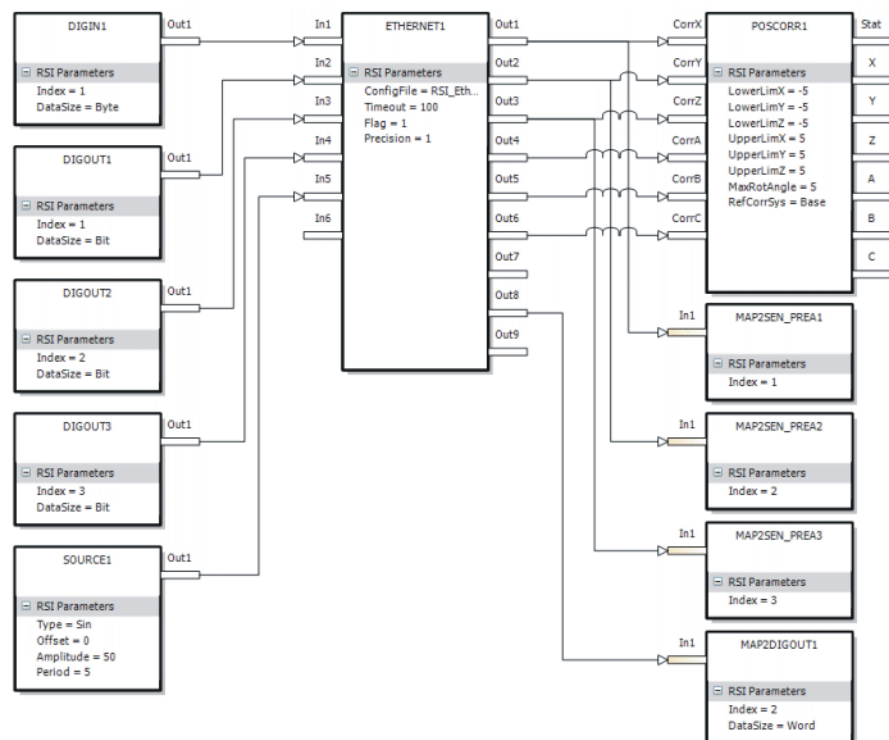 DIGIN1
Out1
RSI Parameters
Index = 1
DataSize = Byte
DIGOUT1
Out1
RSI Parameters
Index = 1
DataSize = Bit
DIGOUT2
Out1
RSI Parameters
Index = 2
DataSize = Bit
DIGOUT3
Out1
RSI Parameters
Index = 3
DataSize = Bit
SOURCE1
Out1
RSI Parameters
Type = Sin
Offset = 0
Amplitude = 50
Period = 5
In1
In2
In3
In4
In5
In6
ETHERNET1
RSI Parameters
ConfigFile = RSI_Eth...
Timeout = 100
Flag = 1
Precision = 1
Out1
Out2
Out3
Out4
Out5
Out6
Out7
Out8
Out9
CorrX
CorrY
CorrZ
CorrA
CorrB
CorrC
POSCORR1
RSI Parameters
LowerLimX = -5
LowerLimY = -5
LowerLimZ = -5
UpperLimX = 5
UpperLimY = 5
UpperLimZ = 5
MaxRotAngle = 5
RefCorrSys = Base
Stat
X
Y
Z
A
B
C
In1
MAP2SEN_PREA1
RSI Parameters
Index = 1
In1
MAP2SEN_PREA2
RSI Parameters
Index = 2
In1
MAP2SEN_PREA3
RSI Parameters
Index = 3
In1
MAP2DIGOUT1
RSI Parameters
Index = 2
DataSize = Word